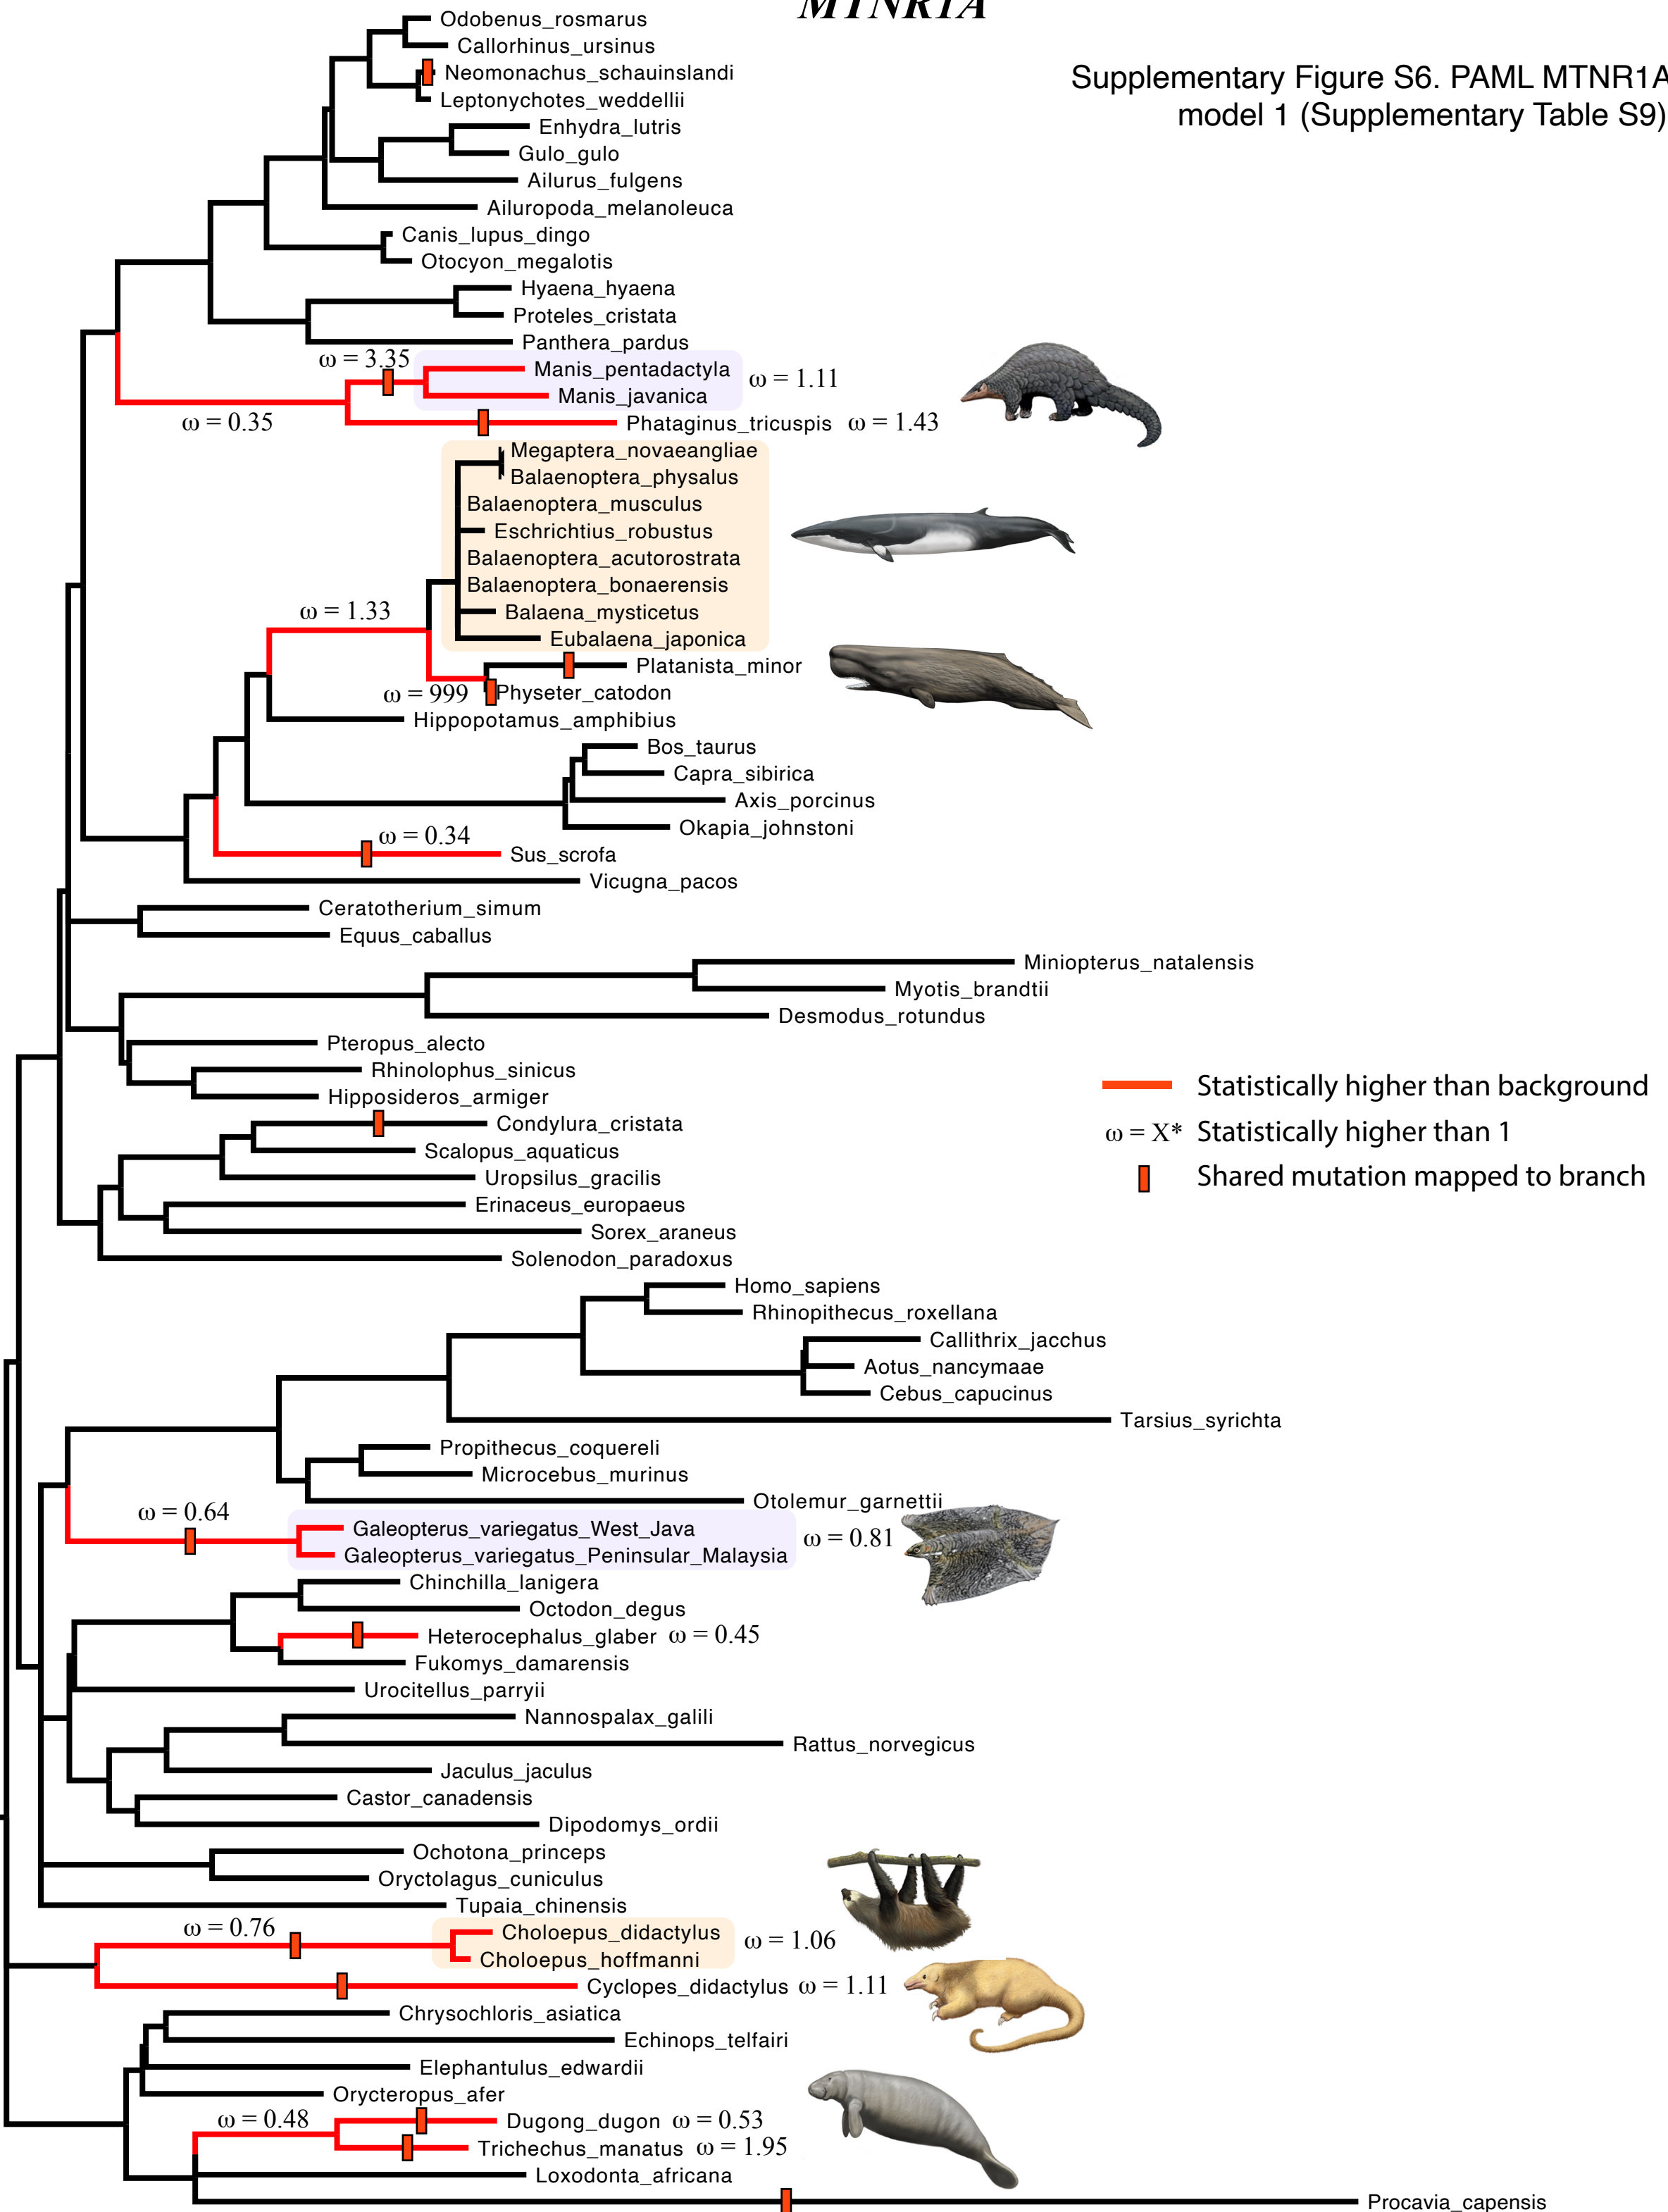 MTNR1A
Supplementary Figure S6. PAML MTNR1A
model 1 (Supplementary Table S9)
Odobenus_rosmarus
Callorhinus_ursinus
Neomonachus_schauinslandi
Leptonychotes_weddellii
Enhydra_lutris
Gulo_gulo
Ailurus_fulgens
Ailuropoda_melanoleuca
Canis_lupus_dingo
Otocyon_megalotis
Hyaena_hyaena
Proteles_cristata
Panthera_pardus
ω = 3.35
Manis_pentadactyla
ω = 1.11
Manis_javanica
ω = 0.35
Phataginus_tricuspis ω = 1.43
Megaptera_novaeangliae
Balaenoptera_physalus
Balaenoptera_musculus
Eschrichtius_robustus
Balaenoptera_acutorostrata
Balaenoptera_bonaerensis
ω = 1.33
Balaena_mysticetus
Eubalaena_japonica
Platanista_minor
ω = 999 Physeter_catodon
Hippopotamus_amphibius
Bos_taurus
Capra_sibirica
Axis_porcinus
Okapia_johnstoni
ω = 0.34
Sus_scrofa
Vicugna_pacos
Ceratotherium_simum
Equus_caballus
Miniopterus_natalensis
Myotis_brandtii
Desmodus_rotundus
Pteropus_alecto
Rhinolophus_sinicus
Hipposideros_armiger
Statistically higher than background
ω = X* Statistically higher than 1
Shared mutation mapped to branch
Condylura_cristata
Scalopus_aquaticus
Uropsilus_gracilis
Erinaceus_europaeus
Sorex_araneus
Solenodon_paradoxus
Homo_sapiens
Rhinopithecus_roxellana
Callithrix_jacchus
Aotus_nancymaae
Cebus_capucinus
Tarsius_syrichta
Propithecus_coquereli
Microcebus_murinus
Otolemur_garnettii
ω = 0.64
Galeopterus_variegatus_West_Java
ω = 0.81
Galeopterus_variegatus_Peninsular_Malaysia
Chinchilla_lanigera
Octodon_degus
Heterocephalus_glaber ω = 0.45
Fukomys_damarensis
Urocitellus_parryii
Nannospalax_galili
Rattus_norvegicus
Jaculus_jaculus
Castor_canadensis
Dipodomys_ordii
Ochotona_princeps
Oryctolagus_cuniculus
Tupaia_chinensis
ω = 0.76
Choloepus_didactylus
ω = 1.06
Choloepus_hoffmanni
Cyclopes_didactylus ω = 1.11
Chrysochloris_asiatica
Echinops_telfairi
Elephantulus_edwardii
Orycteropus_afer
ω = 0.48
Dugong_dugon ω = 0.53
Trichechus_manatus ω = 1.95
Loxodonta_africana
Procavia_capensis